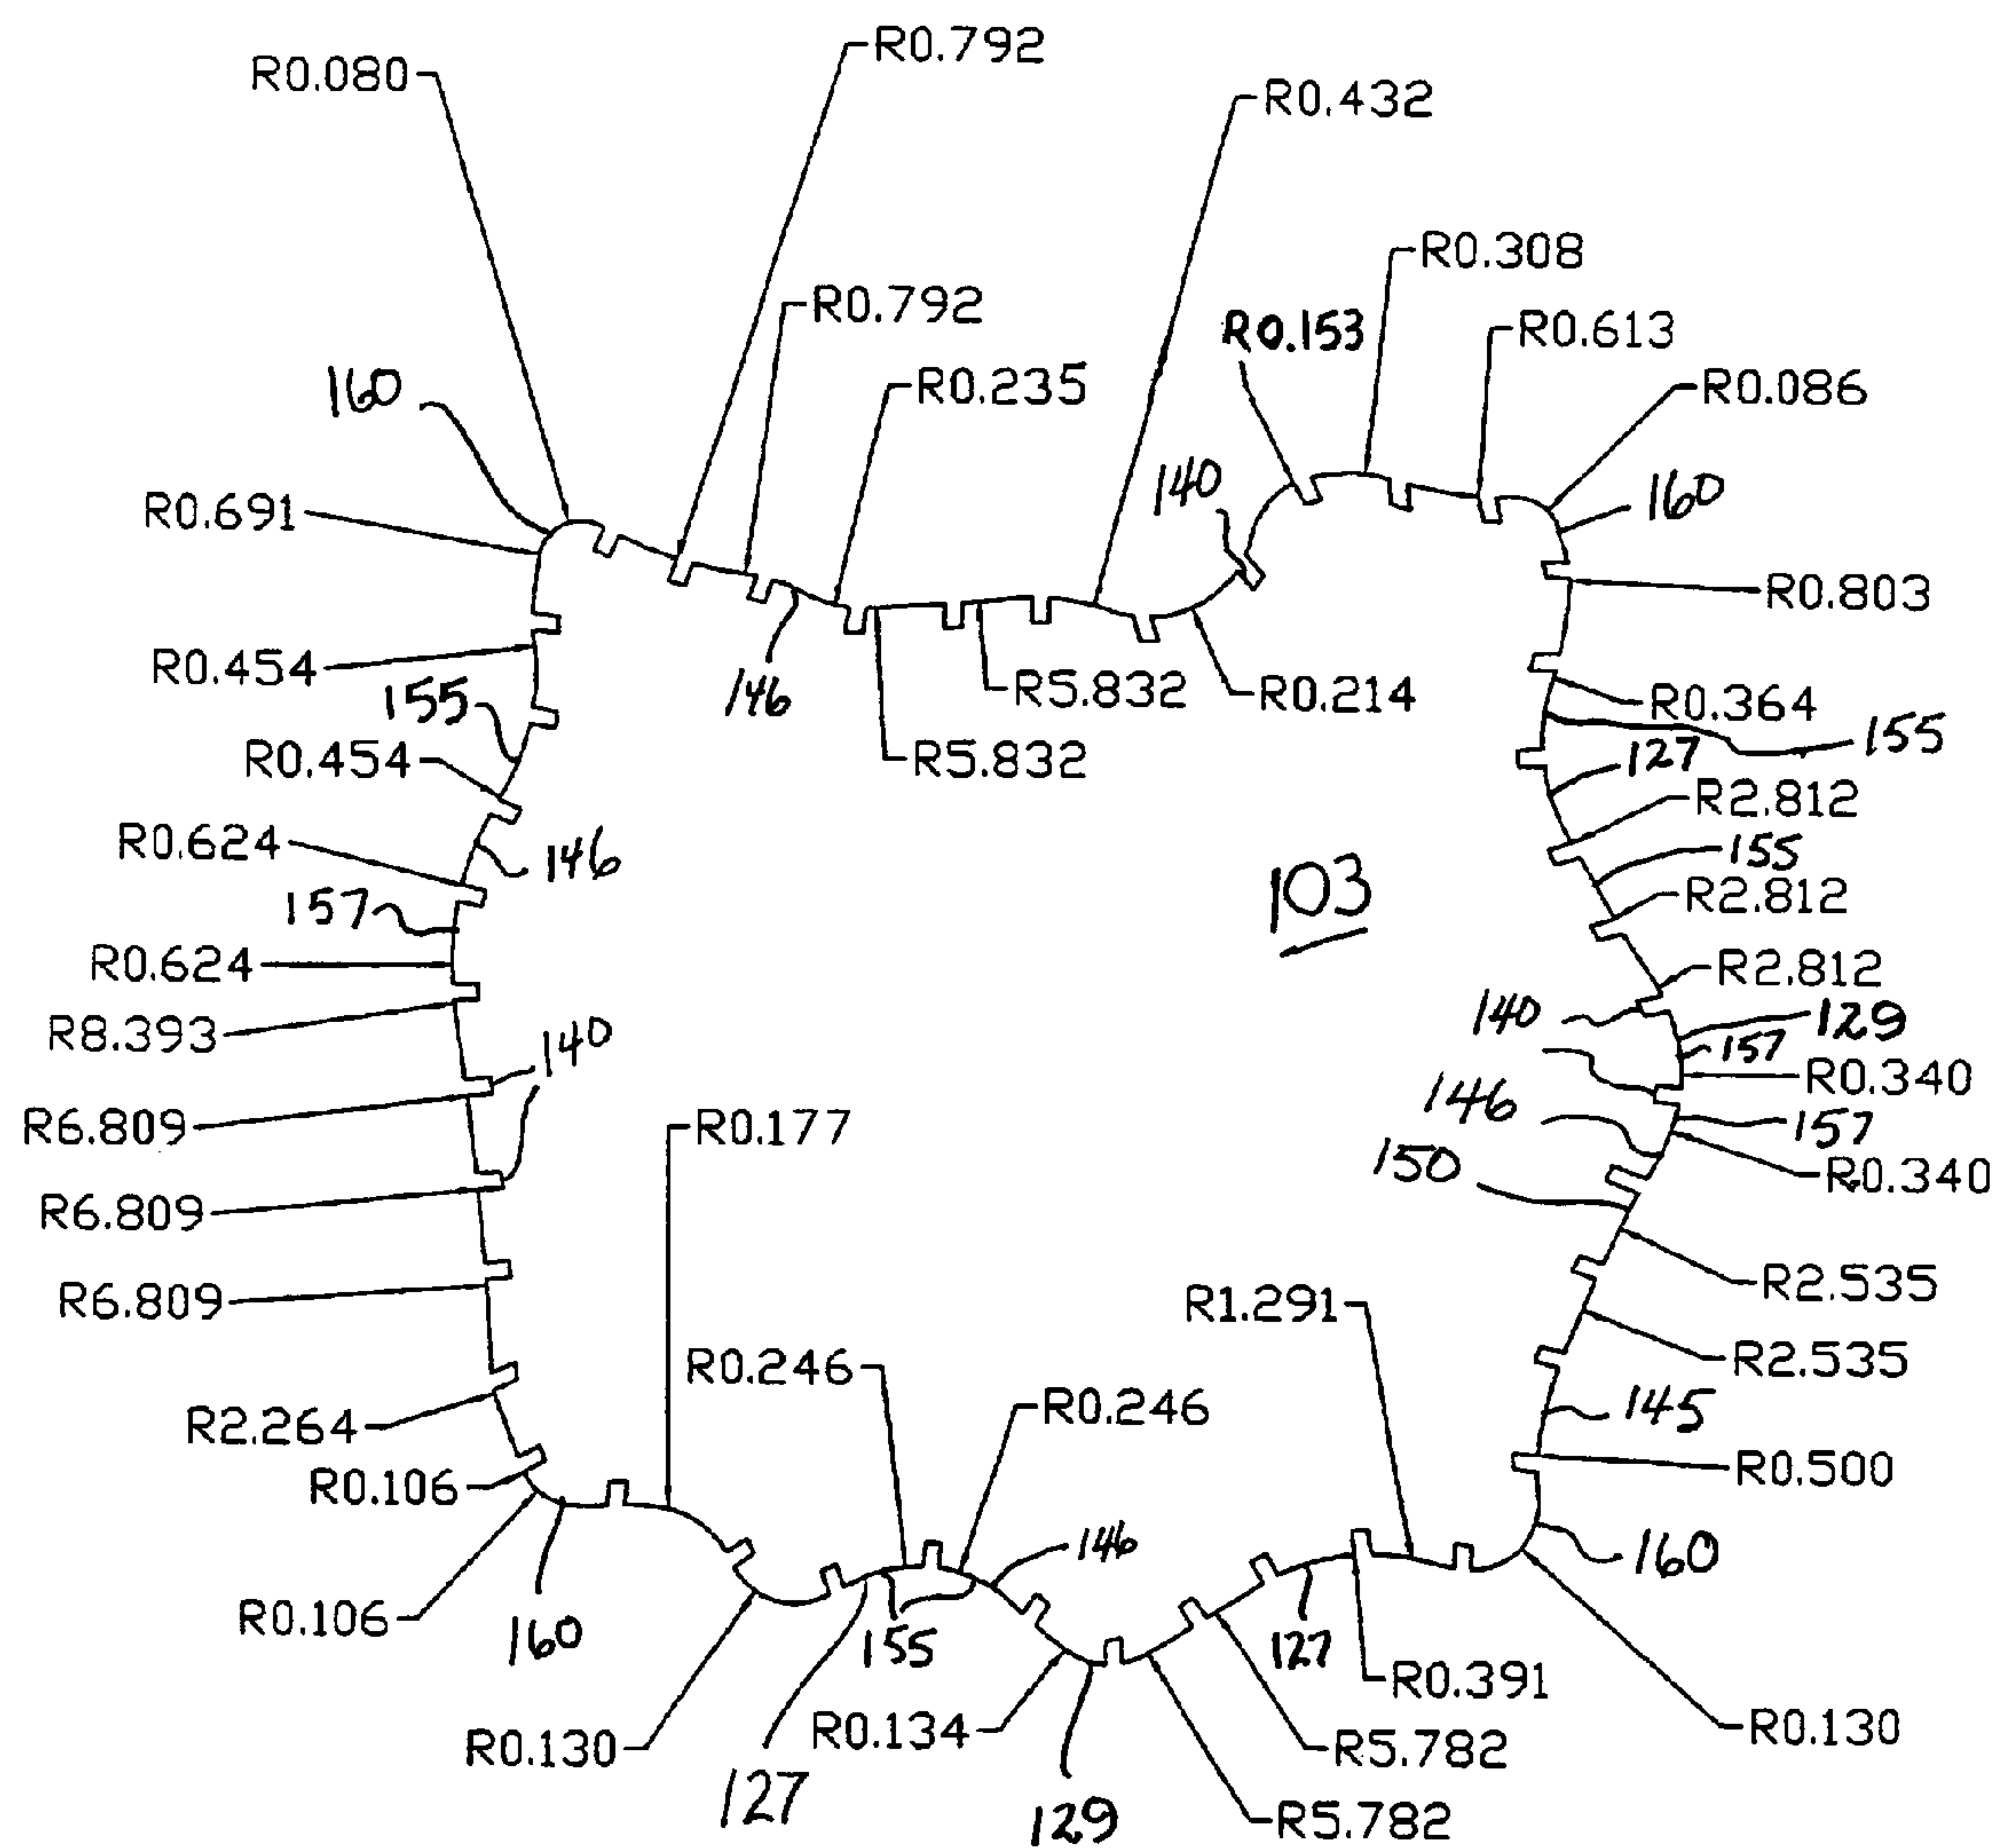 R0.792
R0.080
R0.432
R0.308
R0.792
R0.153
R0.613
160
R0.235
R0.086
140
160
R0.691
R0.803
R0.454
155
146
R5.832
R0.214
R0.364
155
R0.454
R5.832
127
R2.812
R0.624
146
155
103
157
R2.812
R0.624
R2.812
140
129
R8.393
140
157
R0.340
146
R6.809
R0.177
157
150
R0.340
R6.809
R6.809
R2.535
R1.291
R0.246
R2.535
R0.246
145
R2.264
R0.106
R0.500
146
160
R0.106
160
155
127
R0.391
R0.130
R0.134
R5.782
R0.130
127
129
R5.782